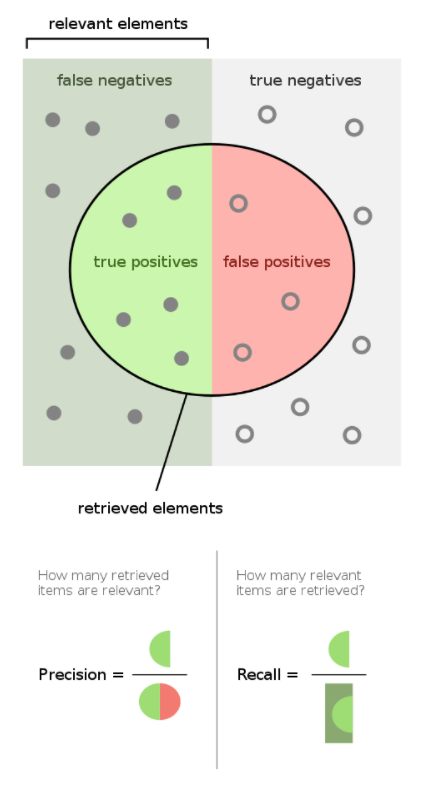 relevant elements
false negatives
true negatives
true positives
false positives
retrieved elements
How many retrieved
items are relevant?
Precision =
How many relevant
items are retrieved?
Recall =